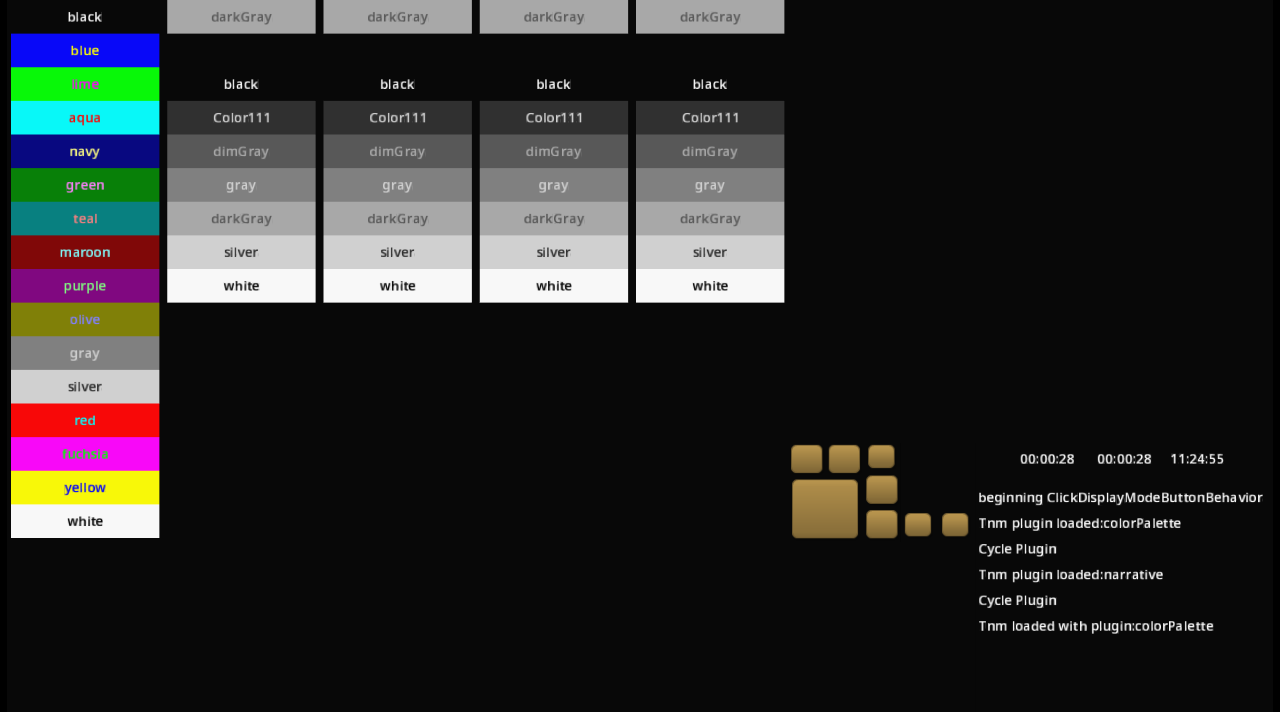 black darkGray darkGray darkGray darkGray
blue
lime black black black black
aqua Color111 Color111 Color111 Color111
navy dimGray dimGray dimGray dimGray
green gray gray gray gray
teal darkGray darkGray darkGray darkGray
maroon silver silver silver silver
purple white white white white
olive
gray
silver
red
fuchsia
yellow
white
00:00:28 00:00:28 11:24:55
beginning ClickDisplayModeButtonBehavior
Tnm plugin loaded:colorPalette
Cycle Plugin
Tnm plugin loaded:narrative
Cycle Plugin
Tnm loaded with plugin:colorPalette